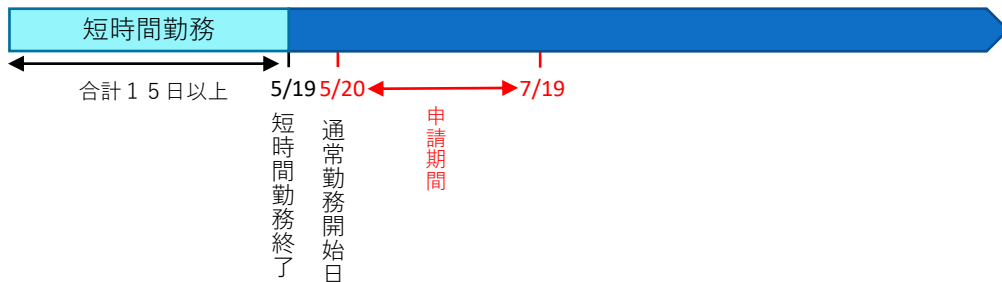 短時間勤務
合計１５日以上
5/19
5/20
7/19
短時間勤務終了
通常勤務開始日
申請期間